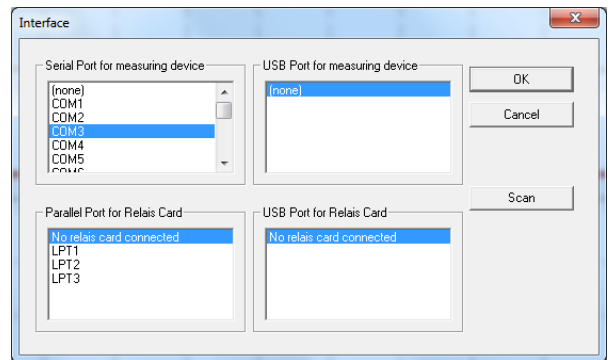 Interface
Serial Port for measuring device
(none)
COM1
COM2
COM3
COM4
COM5
COM6
USB Port for measuring device
(none)
OK
Cancel
Scan
Parallel Port for Relais Card
No relais card connected
LPT1
LPT2
LPT3
USB Port for Relais Card
No relais card connected